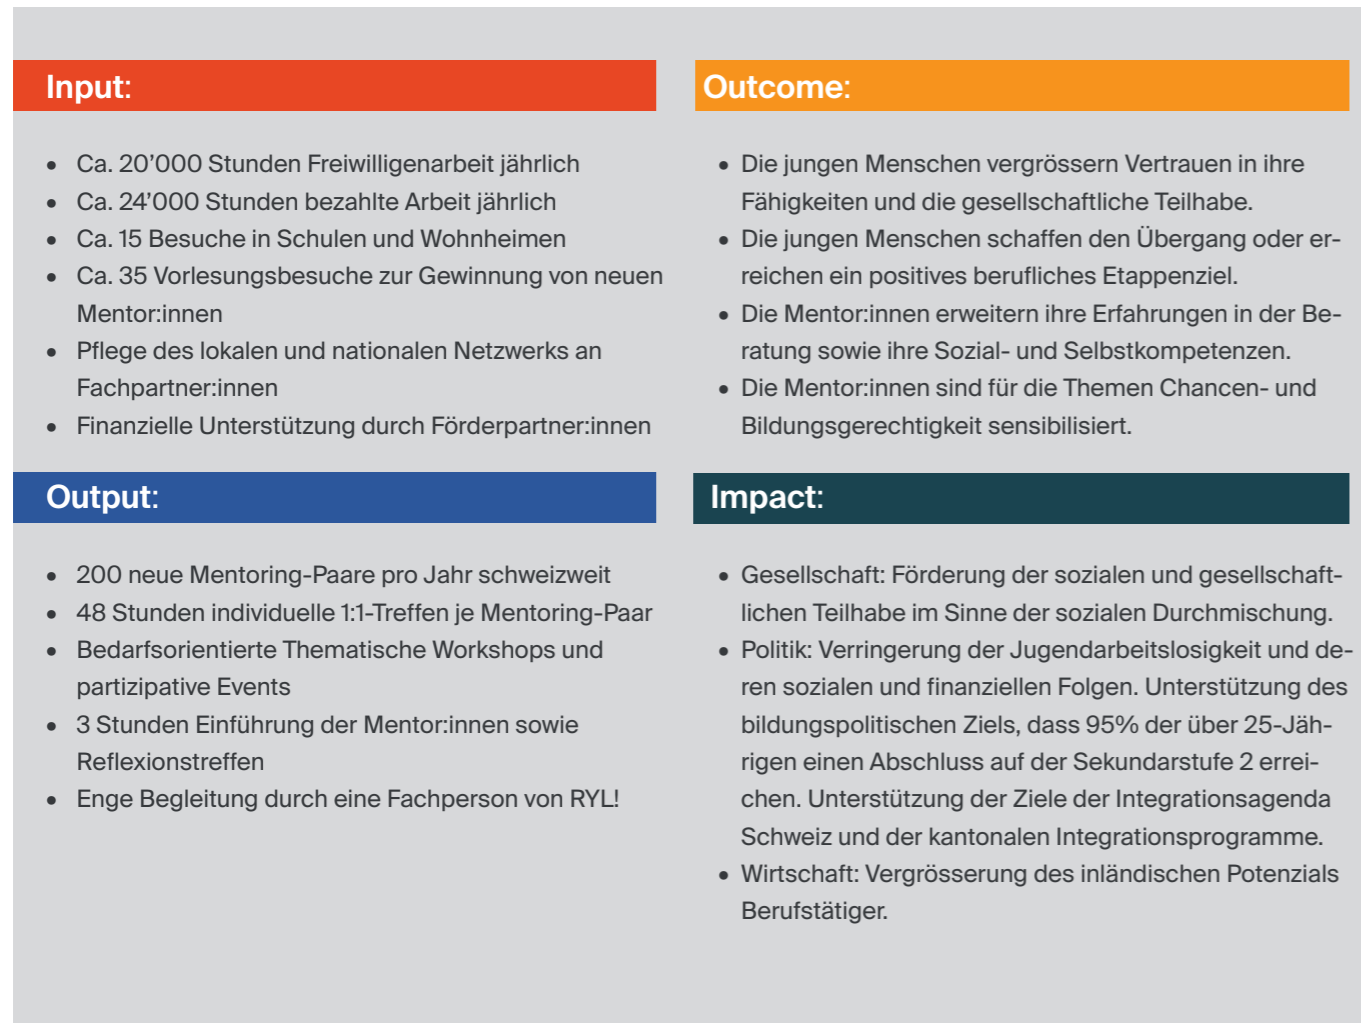 Input:
• Ca. 20’000 Stunden Freiwilligenarbeit jährlich
• Ca. 24’000 Stunden bezahlte Arbeit jährlich
• Ca. 15 Besuche in Schulen und Wohnheimen
• Ca. 35 Vorlesungsbesuche zur Gewinnung von neuen
Mentor:innen
• Pflege des lokalen und nationalen Netzwerks an
Fachpartner:innen
• Finanzielle Unterstützung durch Förderpartner:innen
Outcome:
• Die jungen Menschen vergrössern Vertrauen in ihre
Fähigkeiten und die gesellschaftliche Teilhabe.
• Die jungen Menschen schaffen den Übergang oder er-
reichen ein positives berufliches Etappenziel.
• Die Mentor:innen erweitern ihre Erfahrungen in der Be-
ratung sowie ihre Sozial- und Selbstkompetenzen.
• Die Mentor:innen sind für die Themen Chancen- und
Bildungsgerechtigkeit sensibilisiert.
Output:
• 200 neue Mentoring-Paare pro Jahr schweizweit
• 48 Stunden individuelle 1:1-Treffen je Mentoring-Paar
• Bedarfsorientierte Thematische Workshops und
partizipative Events
• 3 Stunden Einführung der Mentor:innen sowie
Reflexionstreffen
• Enge Begleitung durch eine Fachperson von RYL!
Impact:
• Gesellschaft: Förderung der sozialen und gesellschaft-
lichen Teilhabe im Sinne der sozialen Durchmischung.
• Politik: Verringerung der Jugendarbeitslosigkeit und de-
ren sozialen und finanziellen Folgen. Unterstützung des
bildungspolitischen Ziels, dass 95% der über 25-Jäh-
rigen einen Abschluss auf der Sekundarstufe 2 errei-
chen. Unterstützung der Ziele der Integrationsagenda
Schweiz und der kantonalen Integrationsprogramme.
• Wirtschaft: Vergrösserung des inländischen Potenzials
Berufstätiger.